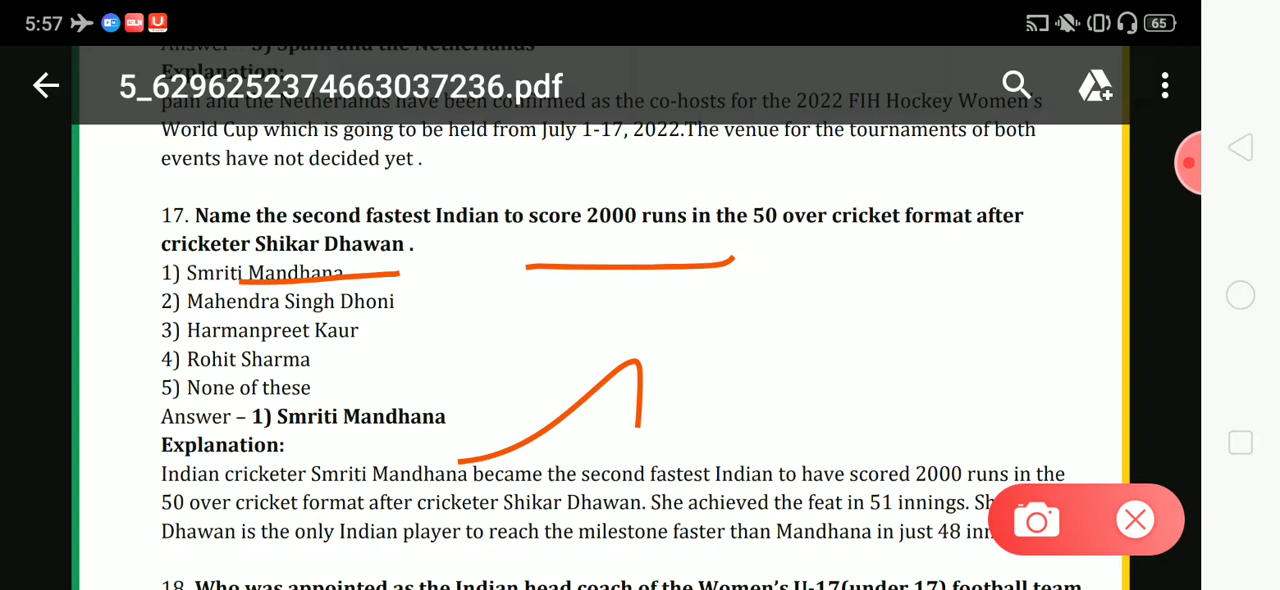 5:57
65
Answer – 3) Spain and the Netherlands
Explanation:
5_6296252374663037236.pdf
pain and the Netherlands have been confirmed as the co-hosts for the 2022 FIH Hockey Women's
World Cup which is going to be held from July 1-17, 2022.The venue for the tournaments of both
events have not decided yet .
17. Name the second fastest Indian to score 2000 runs in the 50 over cricket format after
cricketer Shikar Dhawan .
1) Smriti Mandhana
2) Mahendra Singh Dhoni
3) Harmanpreet Kaur
4) Rohit Sharma
5) None of these
Answer – 1) Smriti Mandhana
Explanation:
Indian cricketer Smriti Mandhana became the second fastest Indian to have scored 2000 runs in the
50 over cricket format after cricketer Shikar Dhawan. She achieved the feat in 51 innings.
Dhawan is the only Indian player to reach the milestone faster than Mandhana in just 48
18. Who was appointed as the Indian head coach of the Women's U-17(under 17) football team